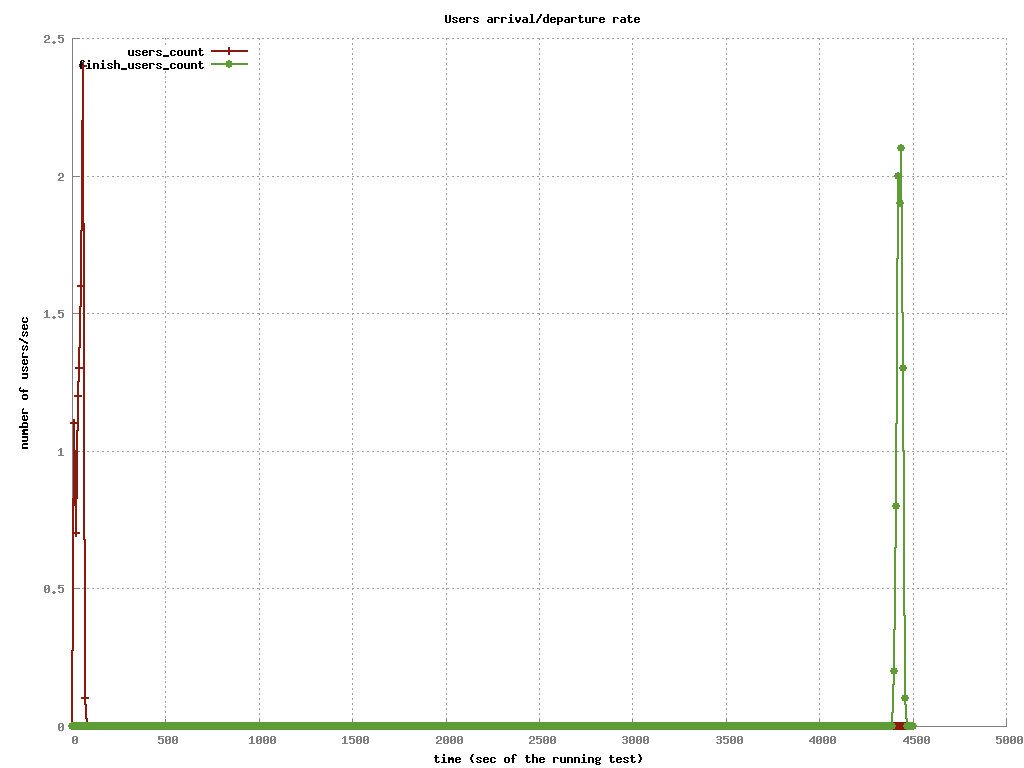 Users arrival/departure rate
2.5
users_count
finish_users_count
2
1.5
number of users/sec
1
0.5
0
0 500 1000 1500 2000 2500 3000 3500 4000 4500 5000
time (sec of the running test)